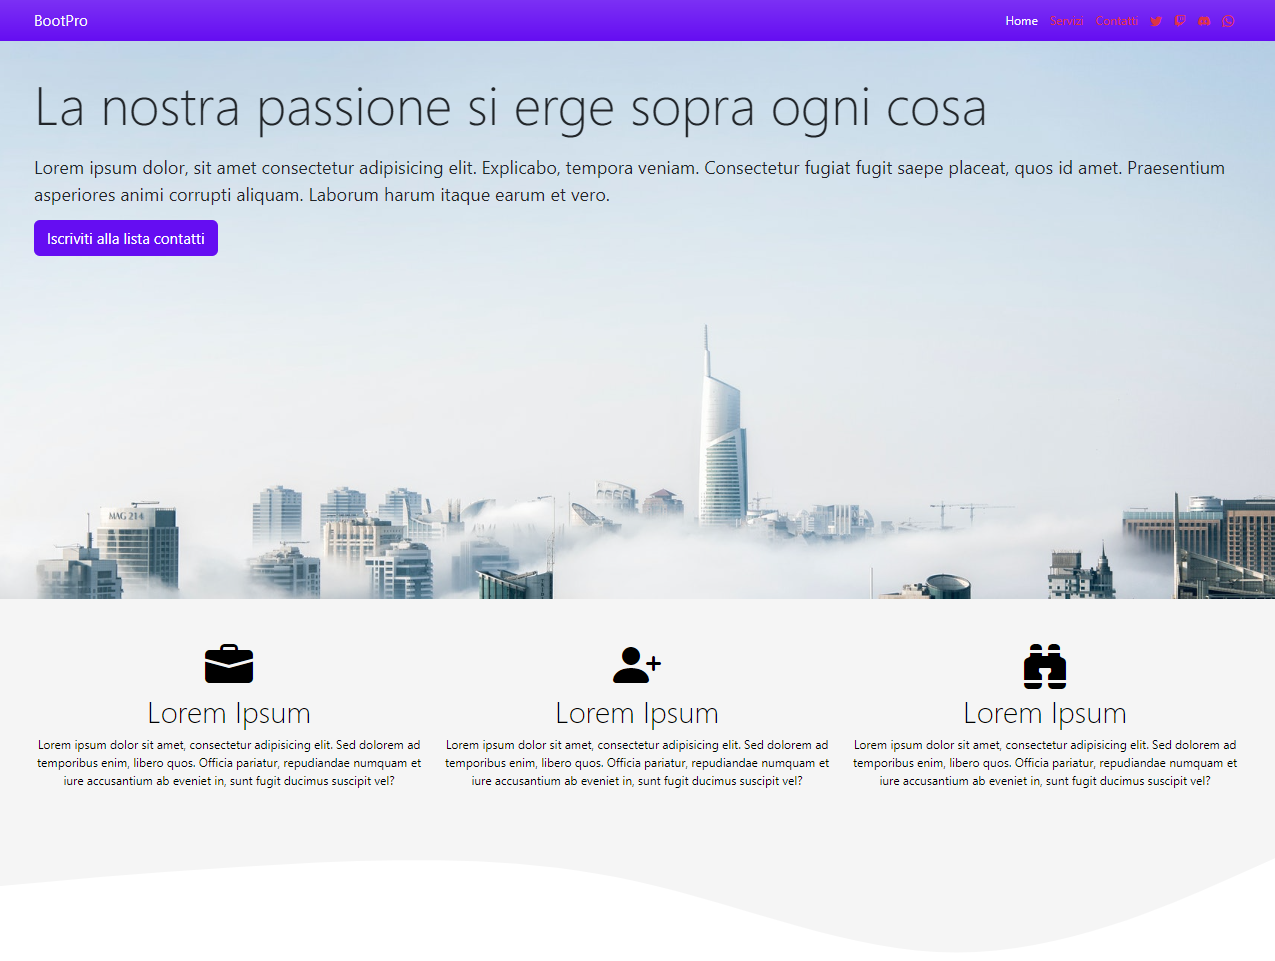 BootPro
Home Servizi Contatti
La nostra passione si erge sopra ogni cosa
Lorem ipsum dolor, sit amet consectetur adipisicing elit. Explicabo, tempora veniam. Consectetur fugiat fugit saepe placeat, quos id amet. Praesentium
asperiores animi corrupti aliquam. Laborum harum itaque earum et vero.
Iscriviti alla lista contatti
MAG 214
Lorem Ipsum
Lorem ipsum dolor sit amet, consectetur adipisicing elit. Sed dolorem ad
temporibus enim, libero quos. Officia pariatur, repudiandae numquam et
iure accusantium ab eveniet in, sunt fugit ducimus suscipit vel?
Lorem Ipsum
Lorem ipsum dolor sit amet, consectetur adipisicing elit. Sed dolorem ad
temporibus enim, libero quos. Officia pariatur, repudiandae numquam et
iure accusantium ab eveniet in, sunt fugit ducimus suscipit vel?
Lorem Ipsum
Lorem ipsum dolor sit amet, consectetur adipisicing elit. Sed dolorem ad
temporibus enim, libero quos. Officia pariatur, repudiandae numquam et
iure accusantium ab eveniet in, sunt fugit ducimus suscipit vel?